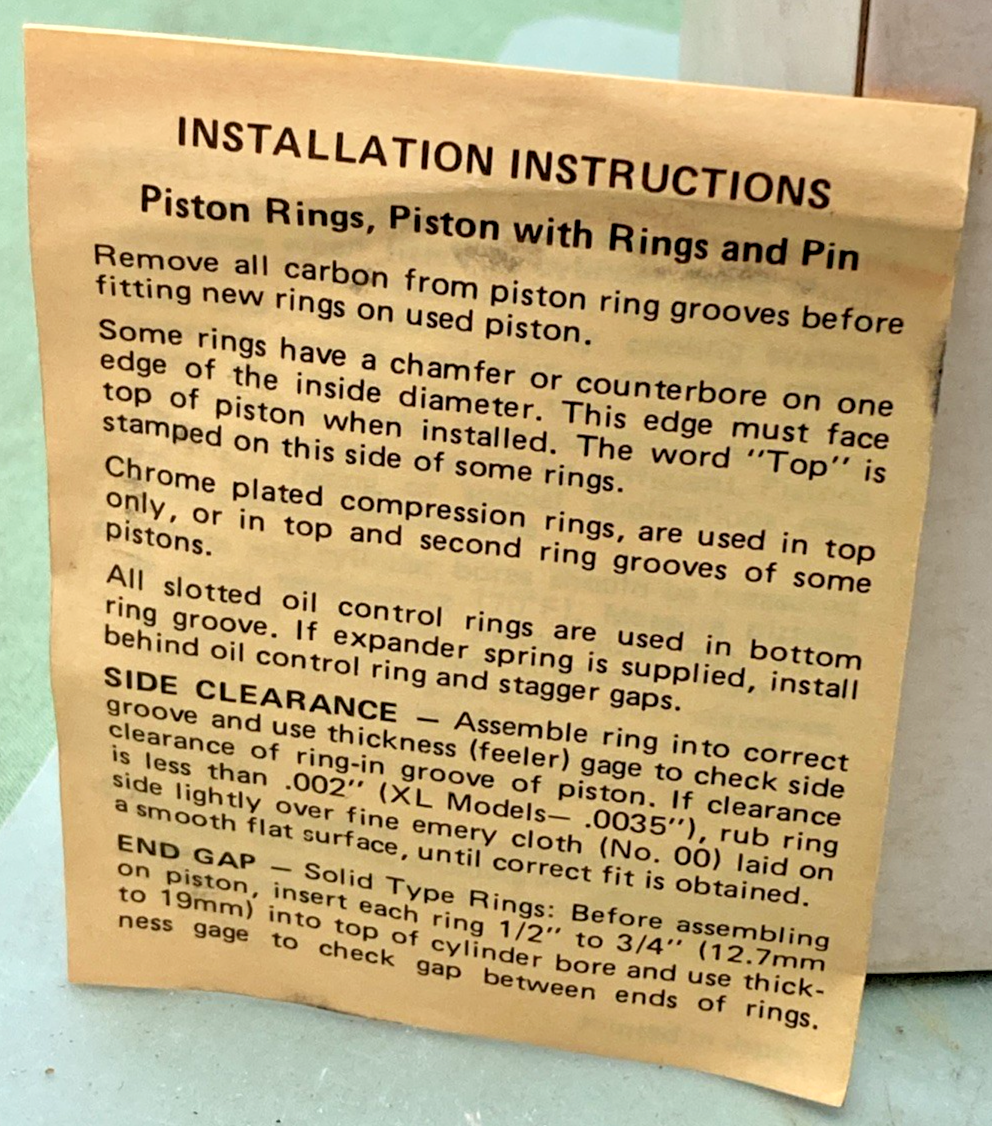 INSTALLATION INSTRUCTIONS
Piston Rings, Piston with Rings and Pin
Remove all carbon from piston ring grooves before
fitting new rings on used piston.
Some rings have a chamfer or counterbore on one
edge of the inside diameter. This edge must face
top of piston when installed. The word "Top" is
stamped on this side of some rings.
Chrome plated compression rings, are used in top
only, or in top and second ring grooves of some
pistons.
All slotted oil control rings are used in bottom
ring groove. If expander spring is supplied, install
behind oil control ring and stagger gaps.
SIDE CLEARANCE — Assemble ring into correct
groove and use thickness (feeler) gage to check side
clearance of ring-in groove of piston. If clearance
is less than .002" (XL Models— .0035"), rub ring
side lightly over fine emery cloth (No. 00) laid on
a smooth flat surface, until correct fit is obtained.
END GAP — Solid Type Rings: Before assembling
on piston, insert each ring 1/2" to 3/4" (12.7mm
to 19mm) into top of cylinder bore and use thick-
ness gage to check gap between ends of rings.